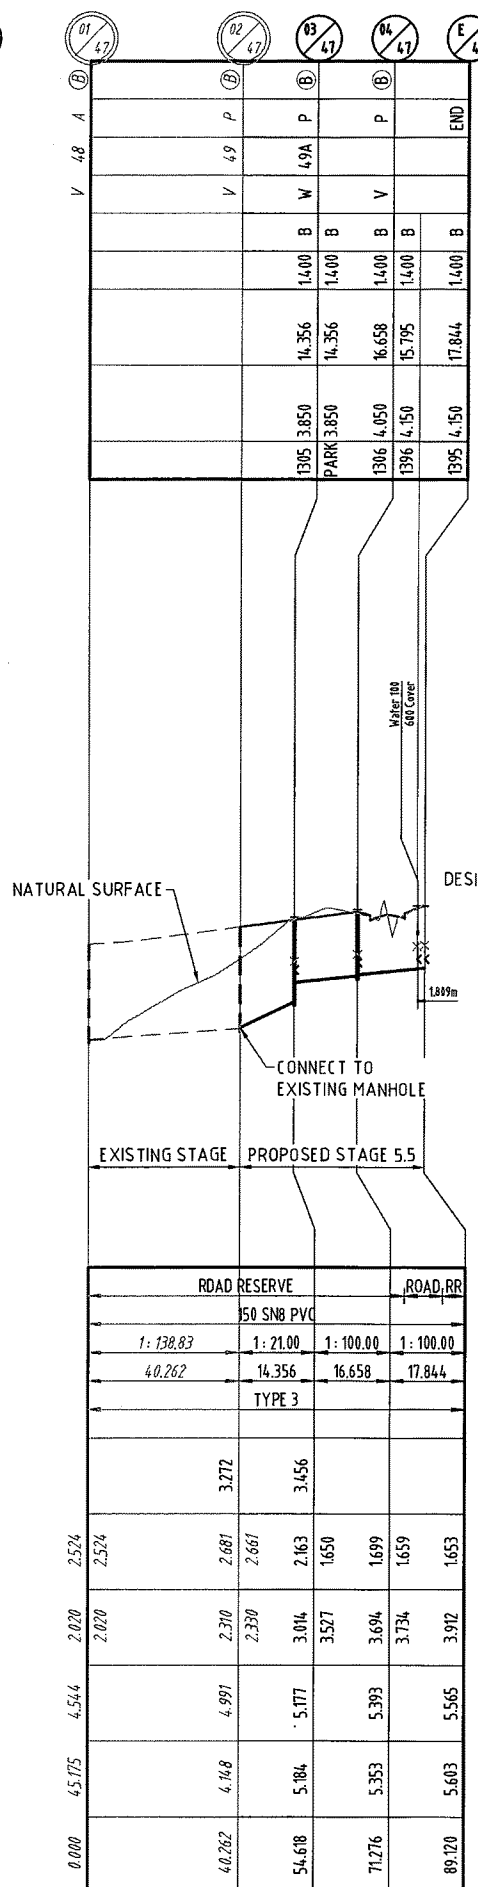 01
47
02
47
03
47
04
47
E
B B B B
A P P P END
48 49 49A
V V W V
B B B B B
1.400 1.400 1.400 1.400 1.400
14.356 14.356 16.658 15.795 17.844
3.850 3.850 4.050 4.150 4.150
1305 PARK 1306 1396 1395
Water 100
600 Cover
DESI
NATURAL SURFACE
1.809m
CONNECT TO
EXISTING MANHOLE
EXISTING STAGE PROPOSED STAGE 5.5
ROAD RESERVE ROAD RR
150 SN8 PVC
1 : 138.83 1 : 21.00 1 : 100.00 1 : 100.00
40.262 14.356 16.658 17.844
TYPE 3
3.272 3.456
2.524 2.524 2.681 2.661 2.163 1.650 1.699 1.659 1.653
2.020 2.020 2.310 2.330 3.014 3.527 3.694 3.734 3.912
4.544 4.991 5.177 5.393 5.565
45.175 4.148 5.184 5.353 5.603
0.000 40.262 54.618 71.276 89.120